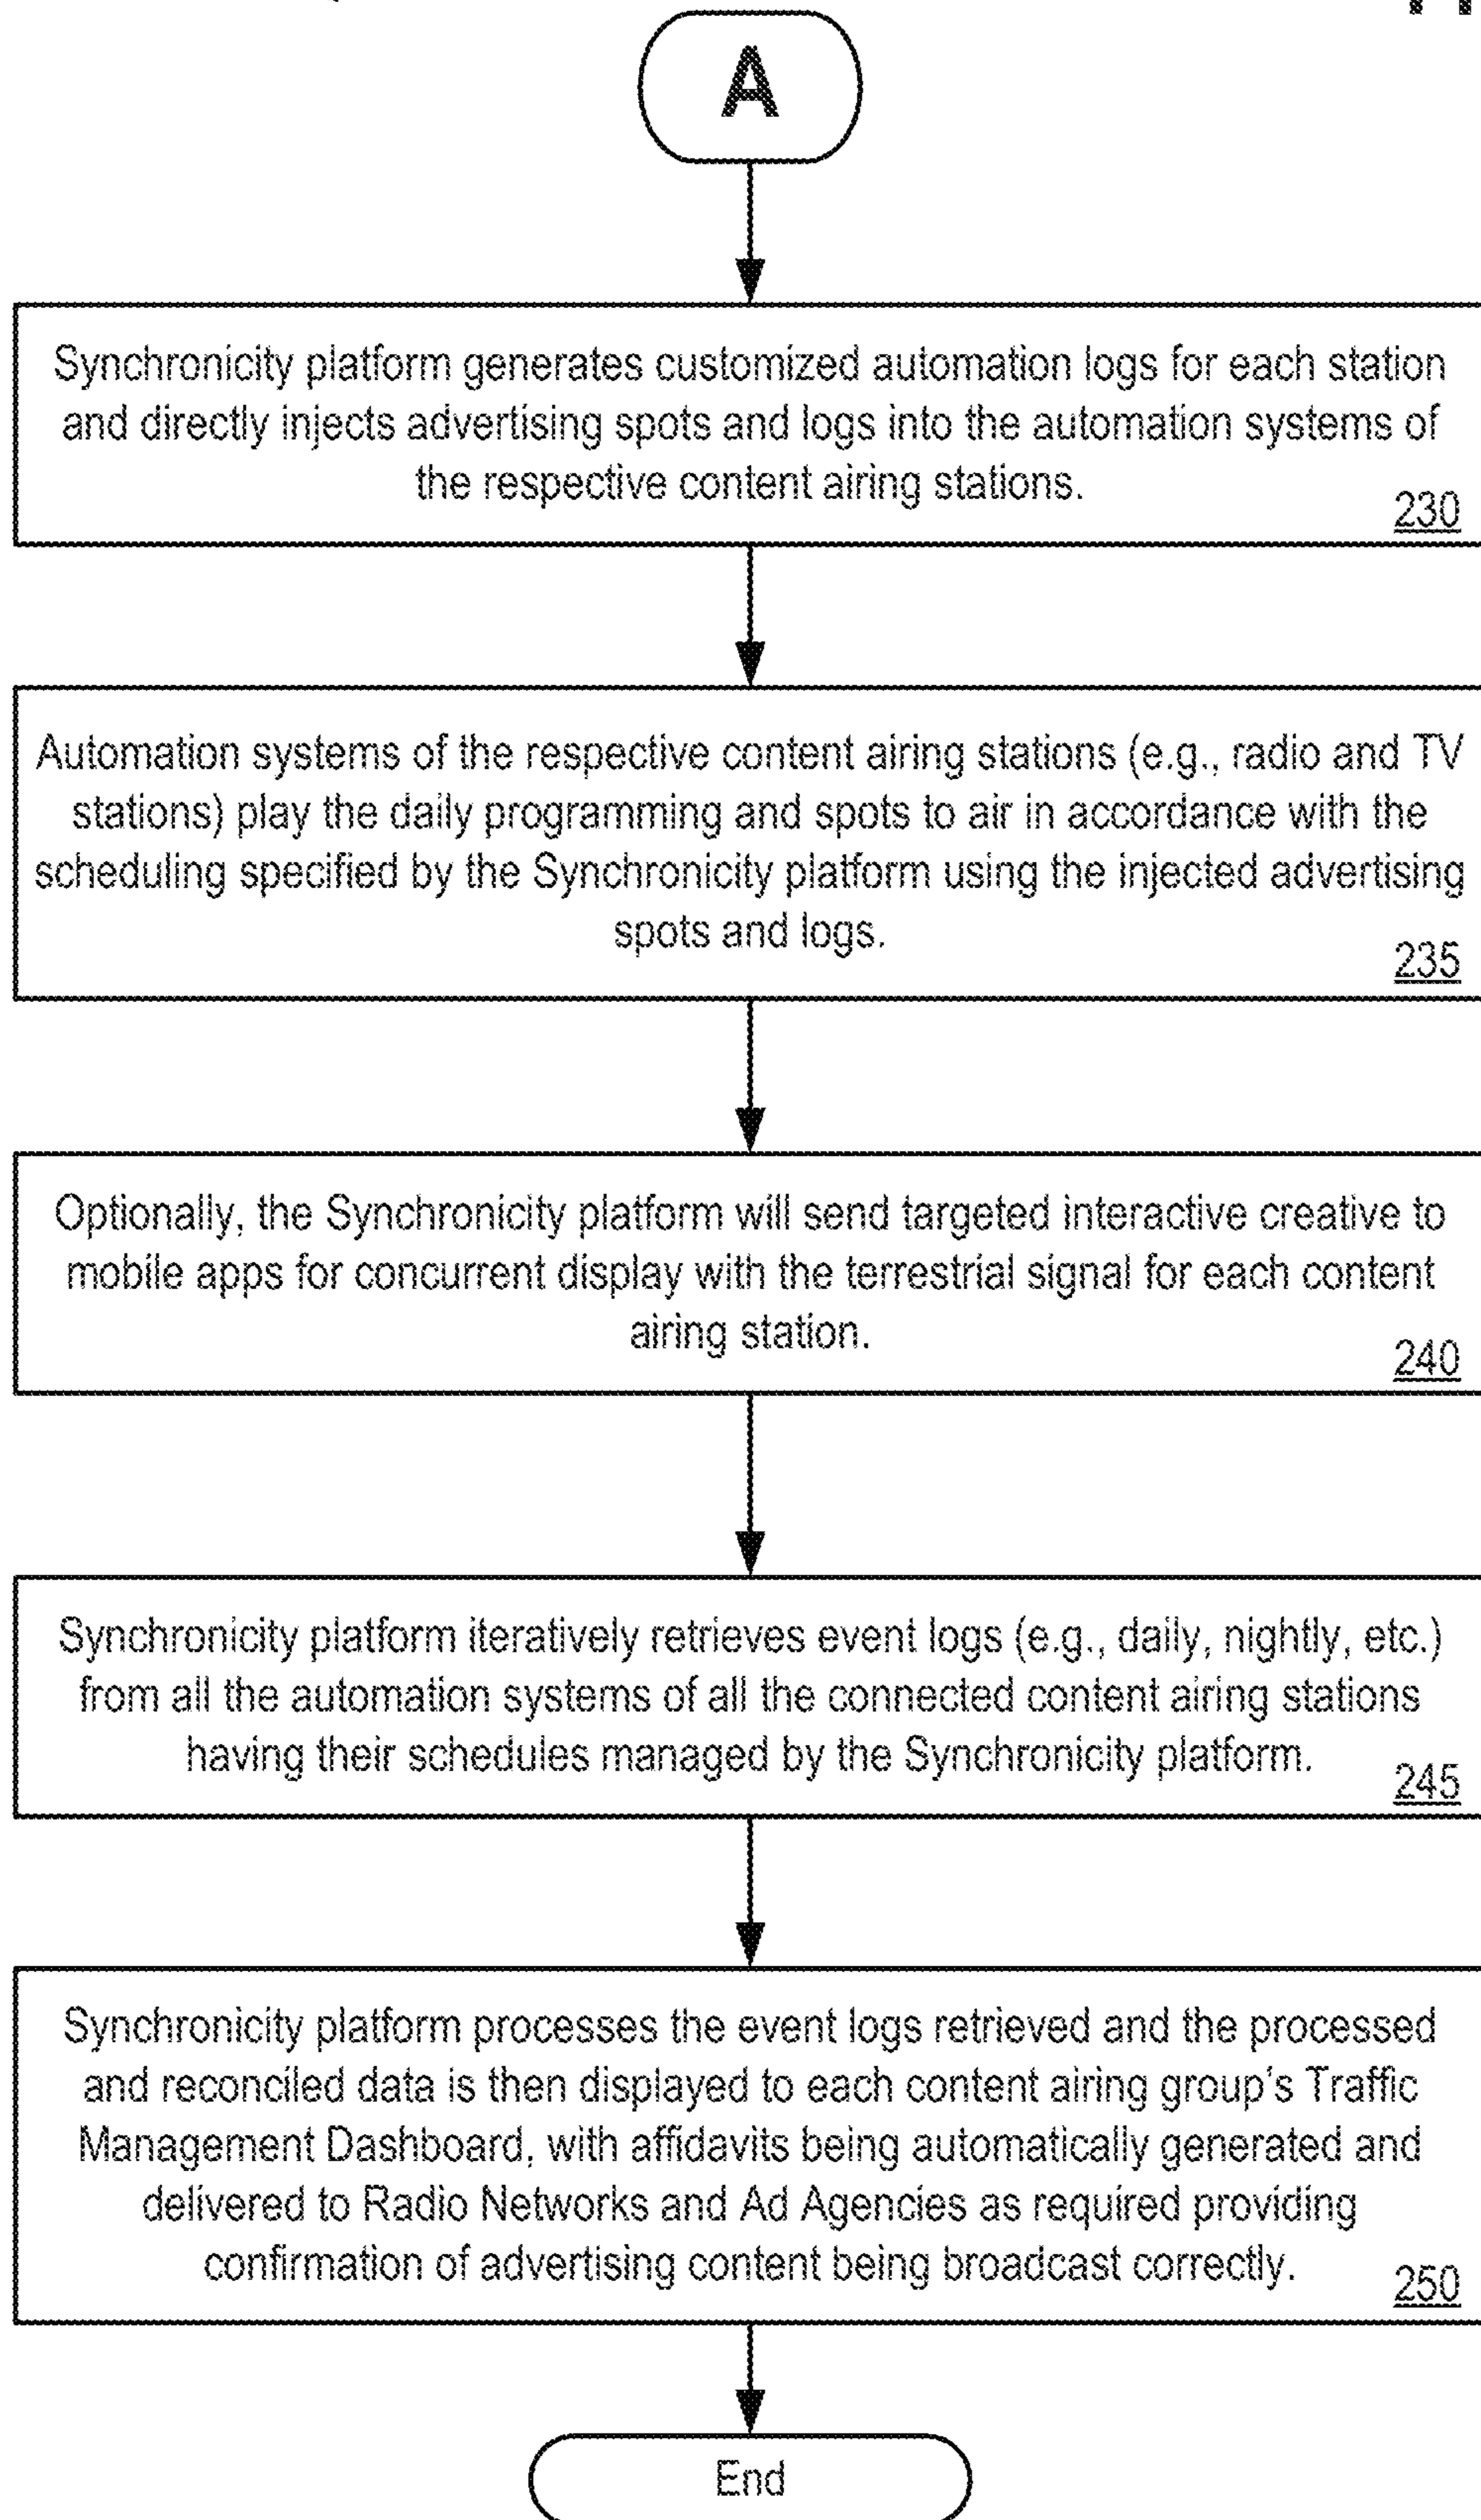 A
Synchronicity platform generates customized automation logs for each station
and directly injects advertising spots and logs into the automation systems of
the respective content airing stations.
230
Automation systems of the respective content airing stations (e.g., radio and TV
stations) play the daily programming and spots to air in accordance with the
scheduling specified by the Synchronicity platform using the injected advertising
spots and logs.
235
Optionally, the Synchronicity platform will send targeted interactive creative to
mobile apps for concurrent display with the terrestrial signal for each content
airing station.
240
Synchronicity platform iteratively retrieves event logs (e.g., daily, nightly, etc.)
from all the automation systems of all the connected content airing stations
having their schedules managed by the Synchronicity platform.
245
Synchronicity platform processes the event logs retrieved and the processed
and reconciled data is then displayed to each content airing group's Traffic
Management Dashboard, with affidavits being automatically generated and
delivered to Radio Networks and Ad Agencies as required providing
confirmation of advertising content being broadcast correctly.
250
End